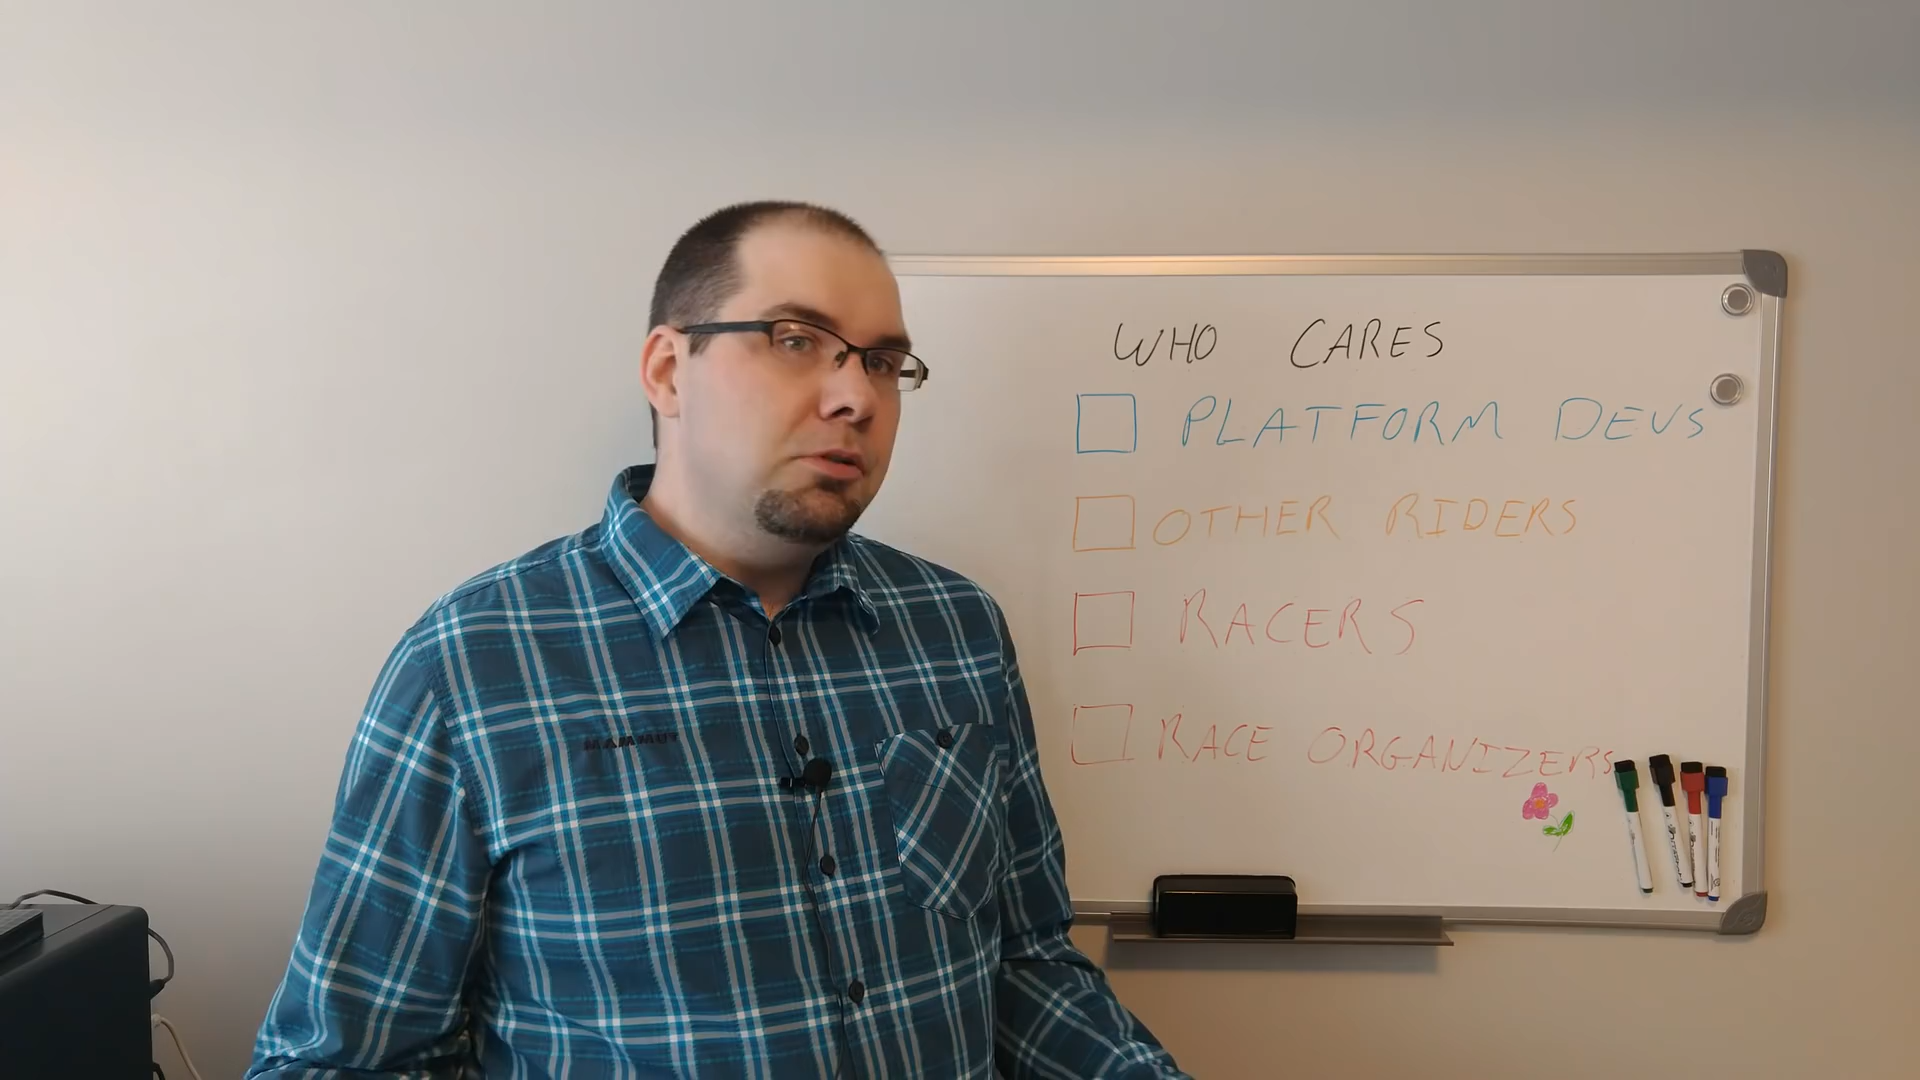 WHO CARES
PLATFORM DEVS
OTHER RIDERS
RACERS
RACE ORGANIZERS
MAMMUT